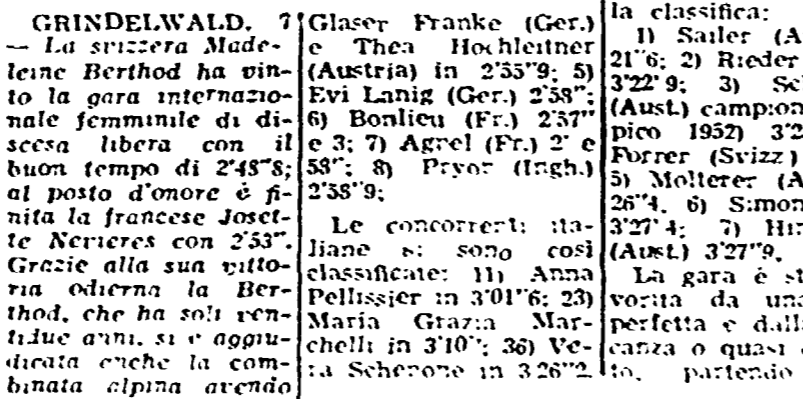 GRINDELWALD, 7
— La svizzera Made-
leine Berthod ha vin-
to la gara internazio-
nale femminile di di-
scesa libera con il
buon tempo di 2'48"8;
al posto d'onore è fi-
nita la francese Joset-
te Nevieres con 2'53".
Grazie alla sua vitto-
ria odierna la Ber-
thod, che ha soli ven-
tidue anni, si è aggiu-
dicata anche la com-
binata alpina avendo
Glaser Franke (Ger.)
e Thea Hochleitner
(Austria) in 2'55"9; 5)
Evi Lanig (Ger.) 2'58";
6) Bonlieu (Fr.) 2'57"
e 3; 7) Agrel (Fr.) 2' e
58"; 8) Pryor (Ingh.)
2'58"9;
Le concorrenti ita-
liane si sono così
classificate: 11) Anna
Pellissier in 3'01"6; 23)
Maria Grazia Mar-
chelli in 3'10"; 36) Ve-
ra Schenone in 3'26"2.
la classifica:
1) Sailer (A
21"6; 2) Rieder
3'22"9; 3) Sc
(Aust.) campion
pico 1952) 3'2
Forrer (Svizz)
5) Molterer (A
26"4, 6) Simon
3'27"4; 7) Hin
(Aust.) 3'27"9.
La gara è st
vorita da una
perfetta e dall
canza o quasi
to, partendo